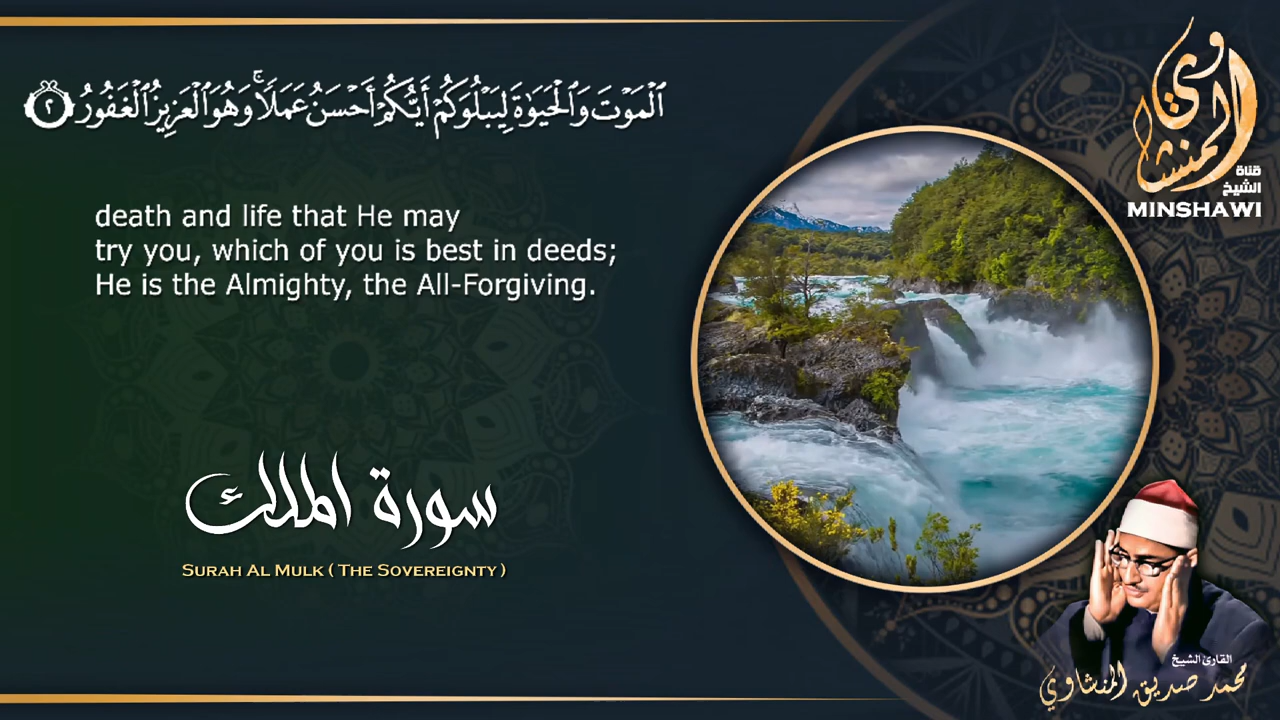 ٱلْمَوْتَ وَٱلْحَيَوٰةَ لِيَبْلُوَكُمْ أَيُّكُمْ أَحْسَنُ عَمَلًا ۚ وَهُوَ ٱلْعَزِيزُ ٱلْغَفُورُ ٢
death and life that He may
try you, which of you is best in deeds;
He is the Almighty, the All-Forgiving.
سورة الملك
SURAH AL MULK ( THE SOVEREIGNTY )
المنشاوي
قناة
الشيخ
MINSHAWI
القارئ الشيخ
محمد صديق المنشاوي